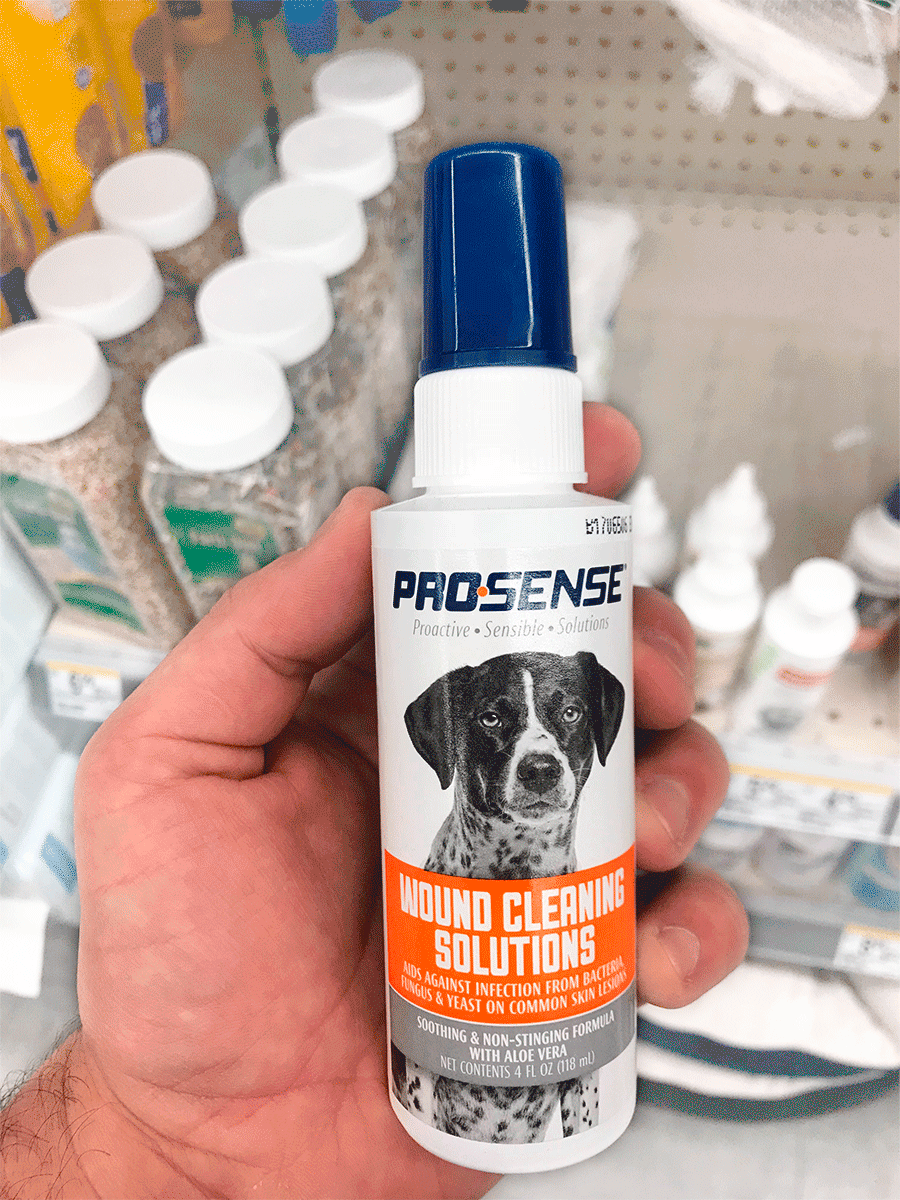 PRO•SENSE
Proactive • Sensible • Solutions
WOUND CLEANING
SOLUTIONS
AIDS AGAINST INFECTION FROM BACTERIA,
FUNGUS & YEAST ON COMMON SKIN LESIONS
SOOTHING & NON-STINGING FORMULA
WITH ALOE VERA
NET CONTENTS 4 FL OZ (118 mL)